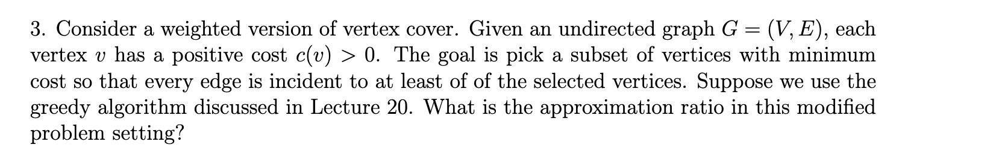 3. Consider a weighted version of vertex cover. Given an undirected graph G = (V, E), each
vertex v has a positive cost c(v) > 0. The goal is pick a subset of vertices with minimum
cost so that every edge is incident to at least of of the selected vertices. Suppose we use the
greedy algorithm discussed in Lecture 20. What is the approximation ratio in this modified
problem setting?